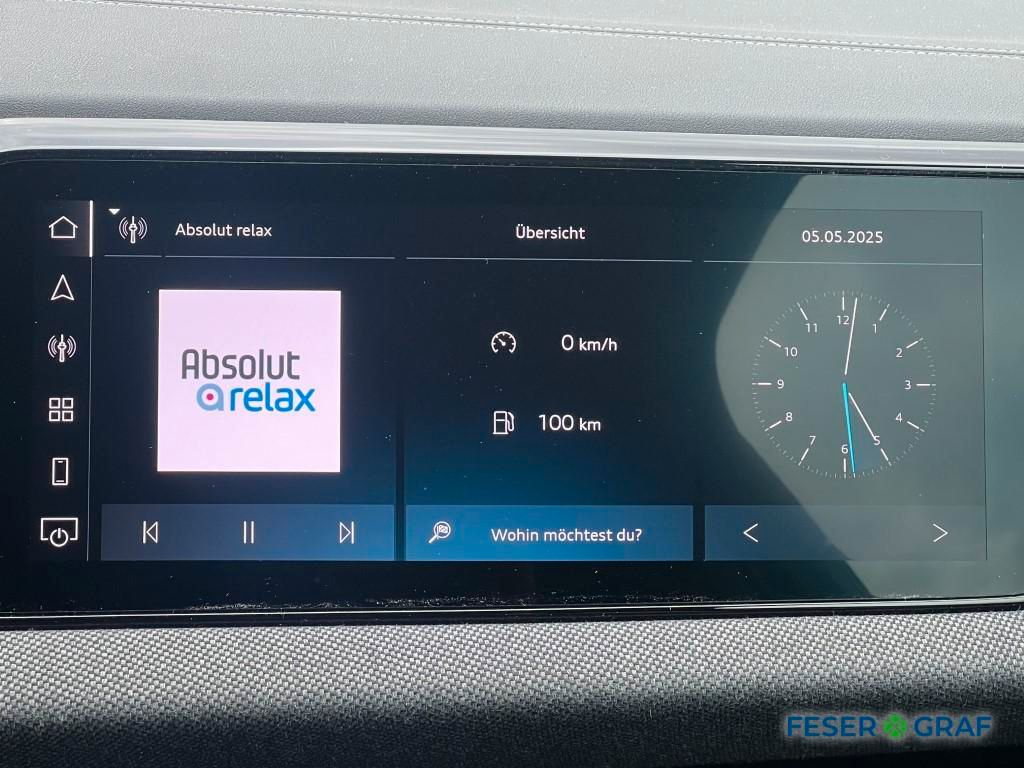 Absolut relax
Übersicht
05.05.2025
Absolut
relax
0 km/h
100 km
12
1
2
3
4
5
6
7
8
9
10
11
Wohin möchtest du?
FESER GRAF